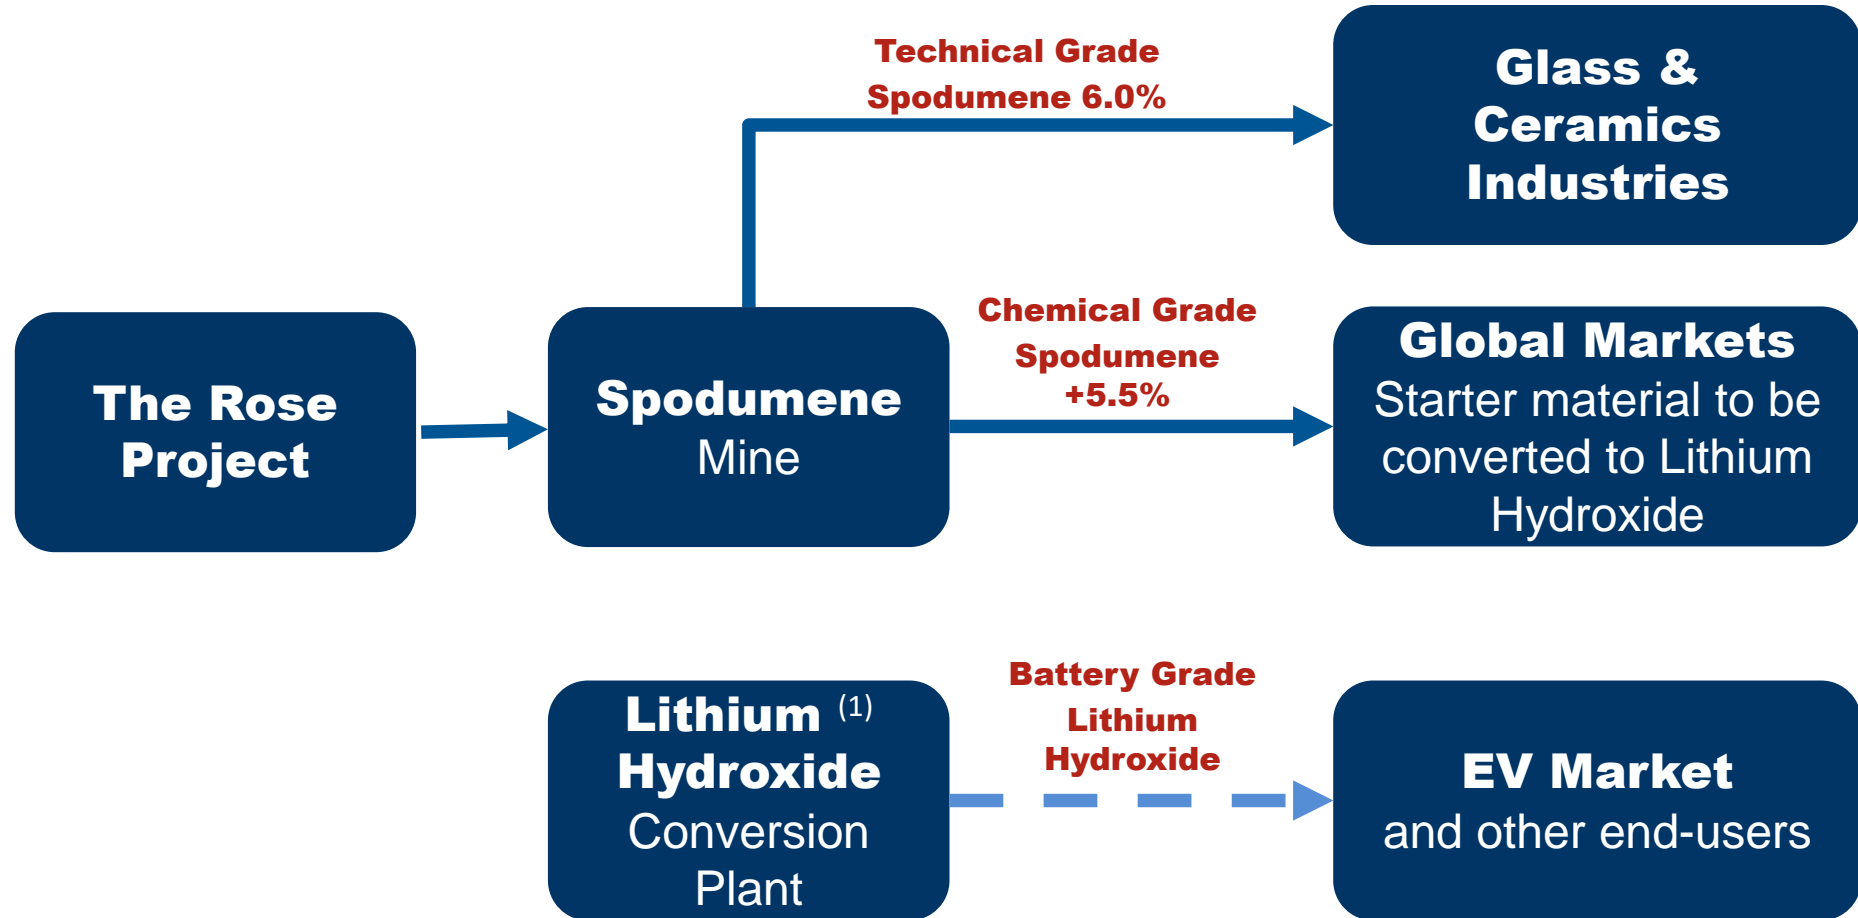 Technical Grade
Spodumene 6.0%
Glass &
Ceramics
Industries
The Rose
Project
Spodumene
Mine
Chemical Grade
Spodumene
+5.5%
Global Markets
Starter material to be
converted to Lithium
Hydroxide
Lithium (1)
Hydroxide
Conversion
Plant
Battery Grade
Lithium
Hydroxide
EV Market
and other end-users